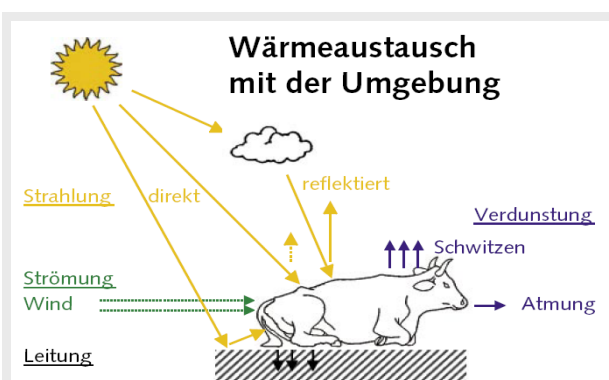 Wärmeaustausch
mit der Umgebung
reflektiert
Strahlung
direkt
Verdunstung
Schwitzen
Strömung
Wind
Atmung
Leitung